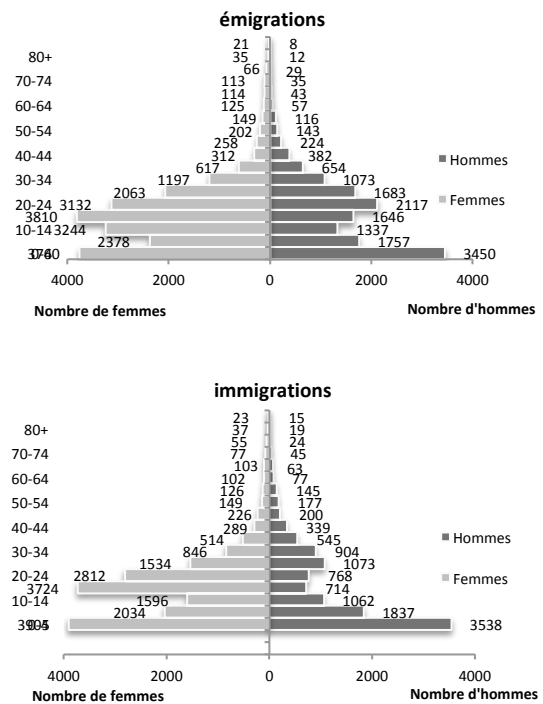 émigrations
21 8
80+ 35 12
66 29
70-74 113 35
114 43
60-64 125 57
149 116
50-54 202 143
258 224
40-44 312 382
617 654
30-34 1197 1073
2063 1683
20-24 3132 2117
3810 1646
10-14 3244 1337
2378 1757
3450
4000 2000 0 2000 4000
Nombre de femmes Nombre d'hommes
Hommes
Femmes
immigrations
23 15
80+ 37 19
55 24
70-74 77 45
103 63
60-64 102 77
126 145
50-54 149 177
226 200
40-44 289 339
514 545
30-34 846 904
1534 1073
20-24 2812 768
3724 714
10-14 1596 1062
2034 1837
3538
4000 2000 0 2000 4000
Nombre de femmes Nombre d'hommes
Hommes
Femmes